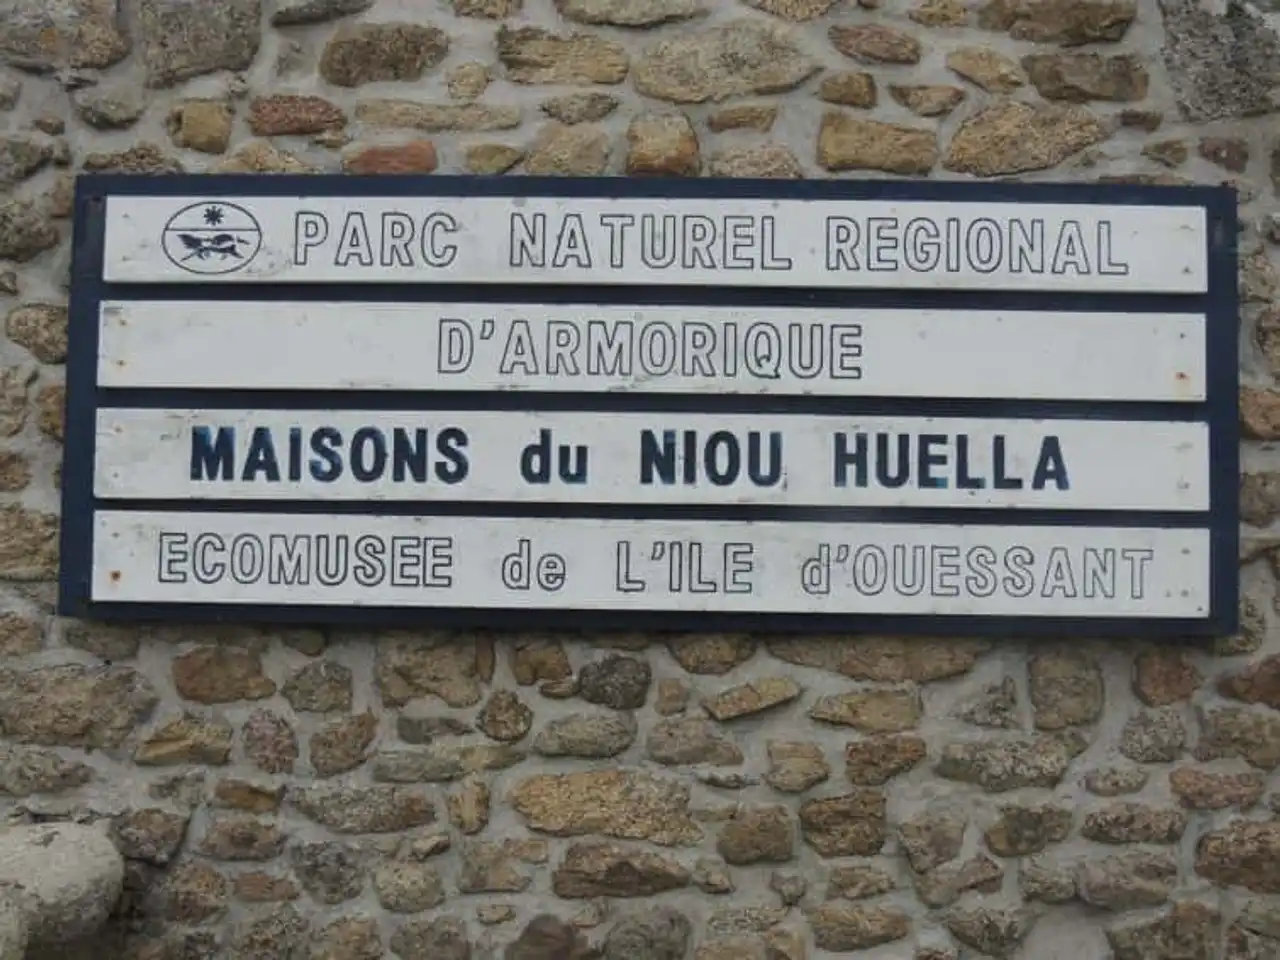 PARC NATUREL REGIONAL
D'ARMORIQUE
MAISONS du NIOU HUELLA
ECOMUSEE de L'ILE d'OUESSANT